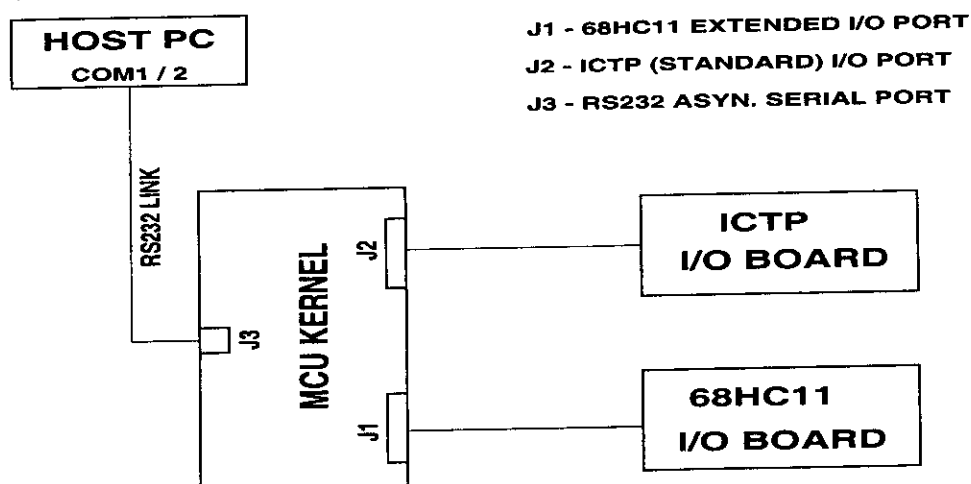 HOST PC
COM1 / 2
J1 - 68HC11 EXTENDED I/O PORT
J2 - ICTP (STANDARD) I/O PORT
J3 - RS232 ASYN. SERIAL PORT
RS232 LINK
J3
MCU KERNEL
J2
J1
ICTP
I/O BOARD
68HC11
I/O BOARD